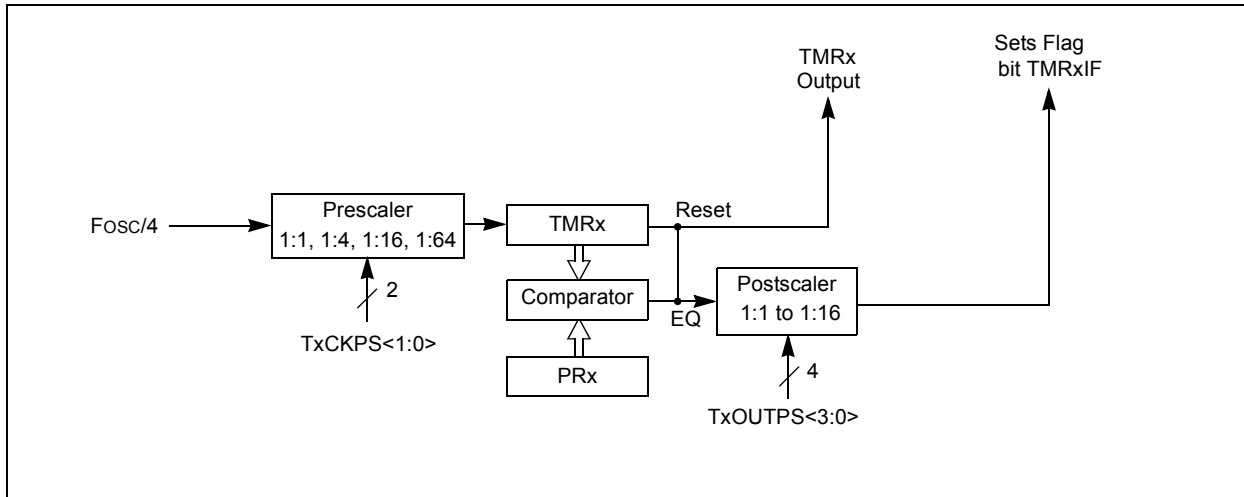 TMRx
Output
Sets Flag
bit TMRxIF
FOSC/4
Prescaler
1:1, 1:4, 1:16, 1:64
2
TxCKPS<1:0>
TMRx
Reset
Comparator
EQ
PRx
Postscaler
1:1 to 1:16
4
TxOUTPS<3:0>